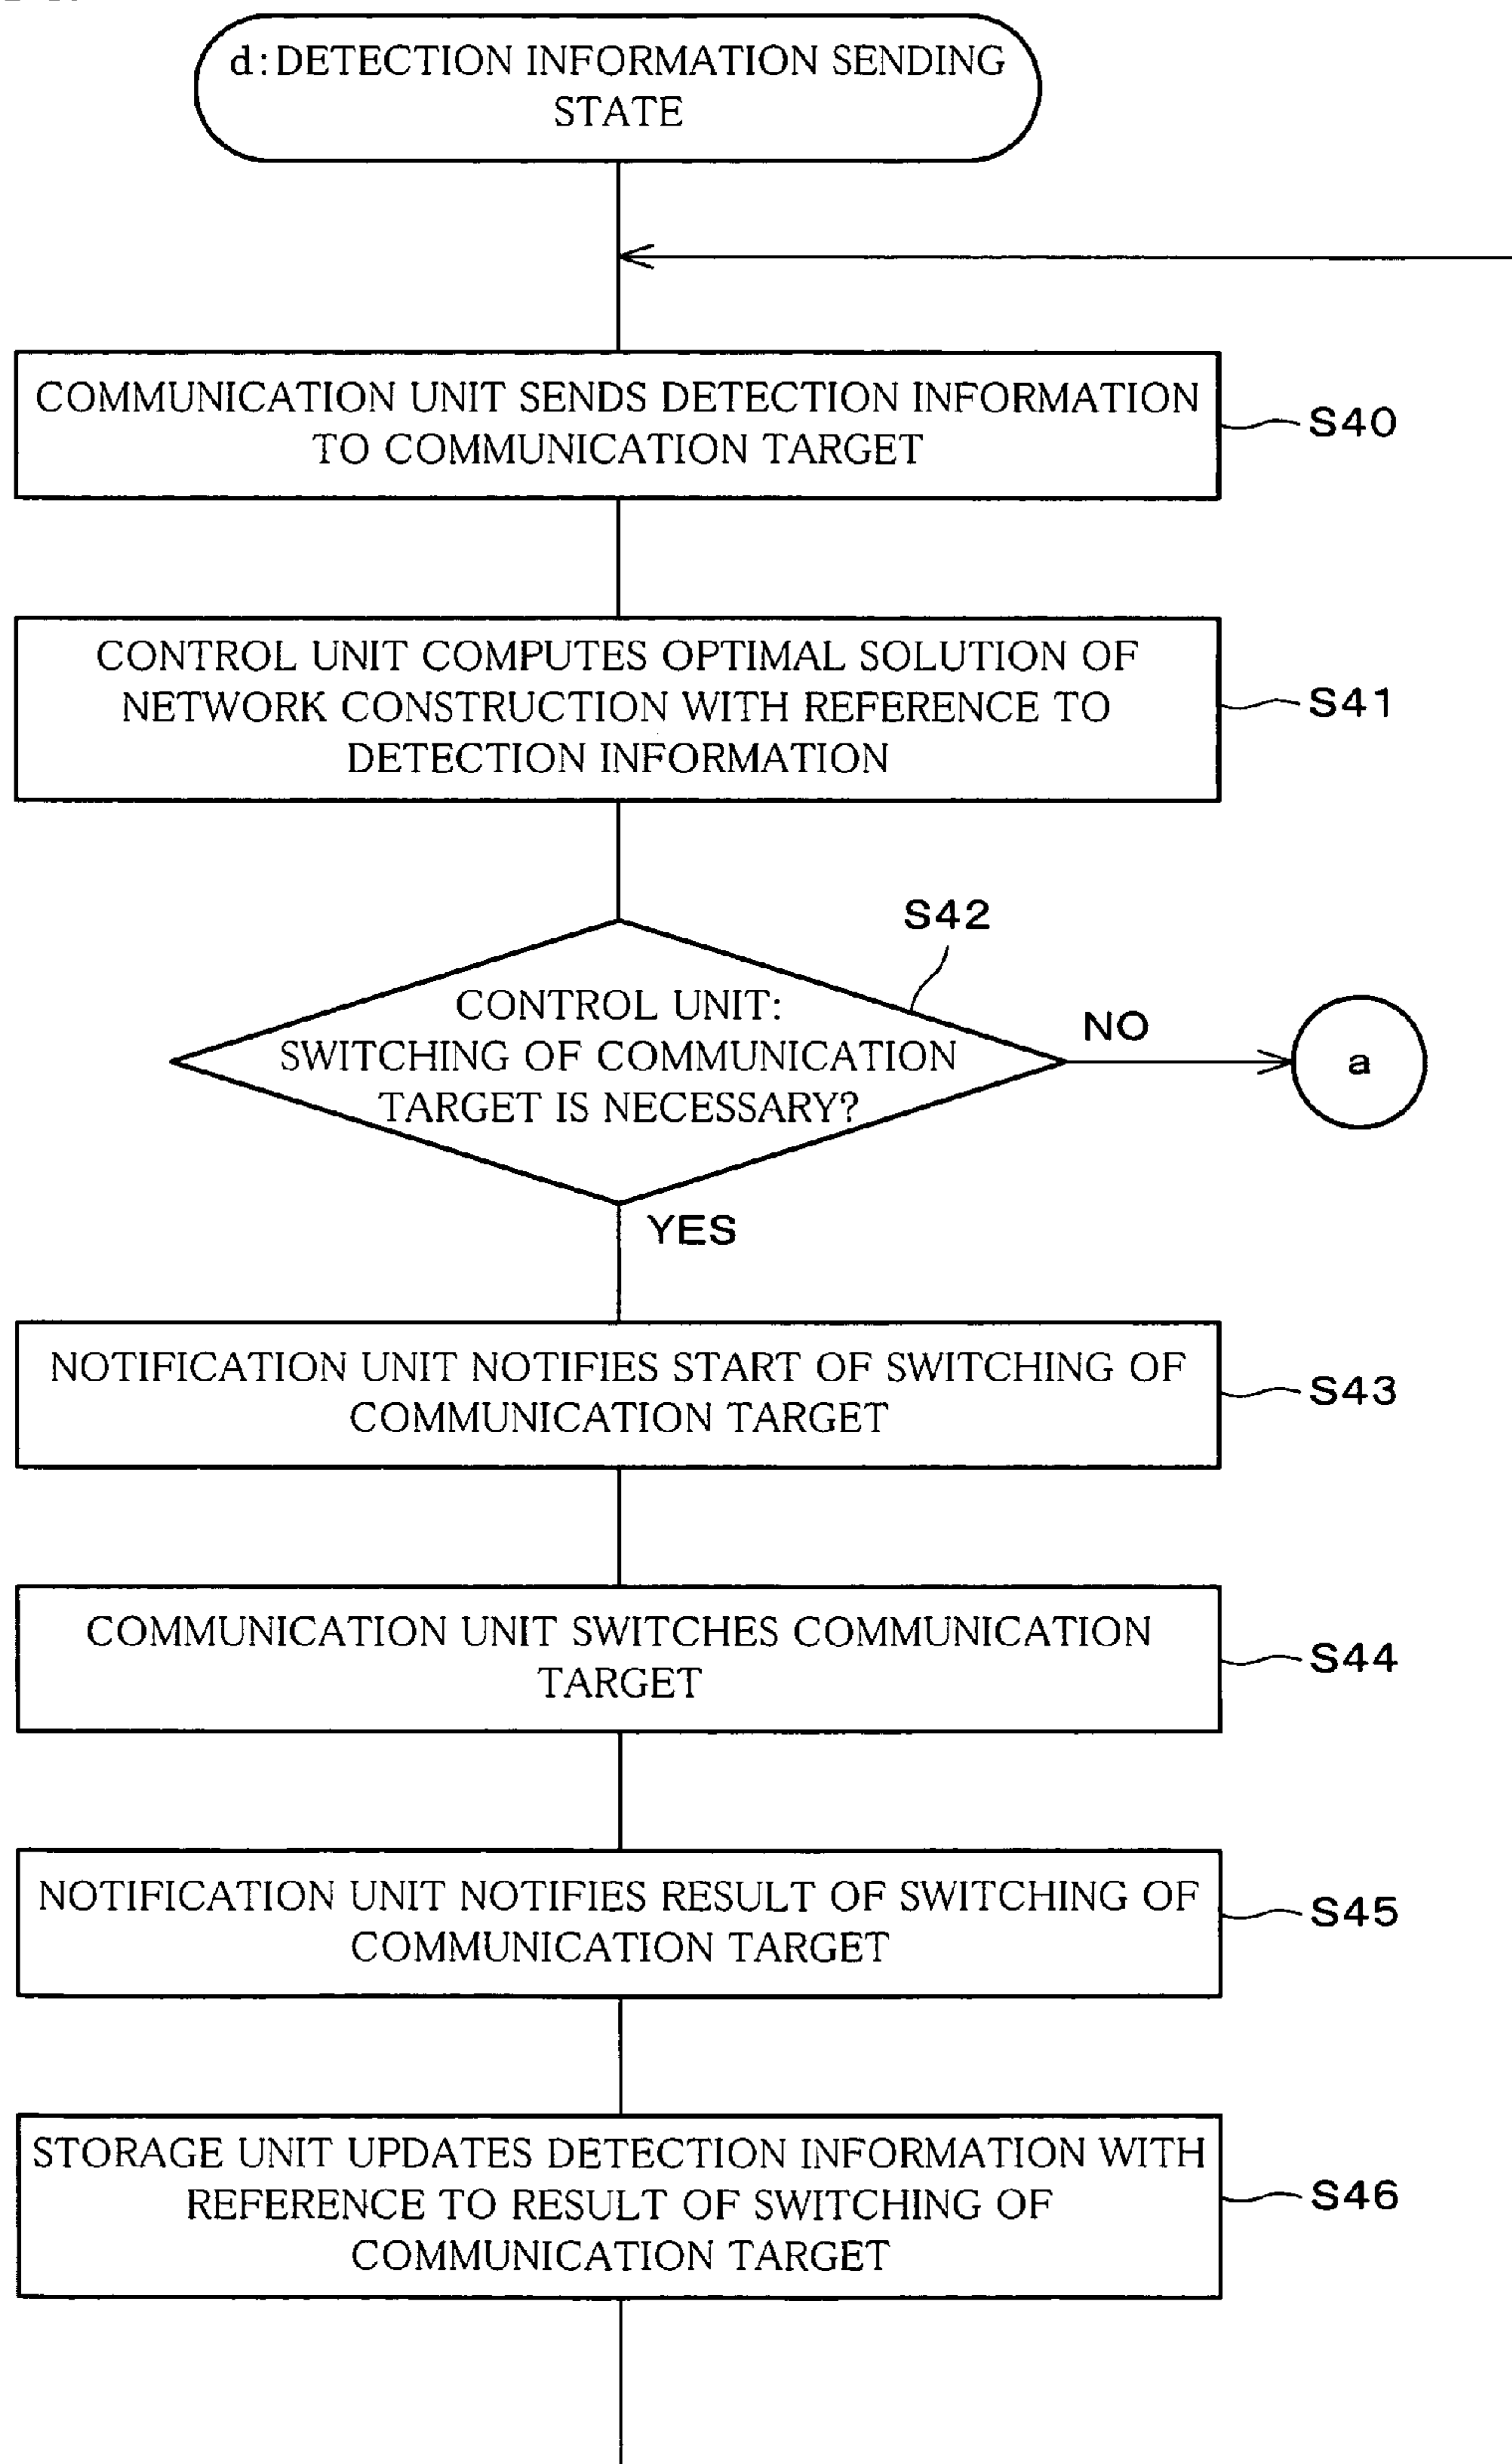 d:DETECTION INFORMATION SENDING
STATE
COMMUNICATION UNIT SENDS DETECTION INFORMATION
TO COMMUNICATION TARGET
S40
CONTROL UNIT COMPUTES OPTIMAL SOLUTION OF
NETWORK CONSTRUCTION WITH REFERENCE TO
DETECTION INFORMATION
S41
S42
CONTROL UNIT:
SWITCHING OF COMMUNICATION
TARGET IS NECESSARY?
NO
a
YES
NOTIFICATION UNIT NOTIFIES START OF SWITCHING OF
COMMUNICATION TARGET
S43
COMMUNICATION UNIT SWITCHES COMMUNICATION
TARGET
S44
NOTIFICATION UNIT NOTIFIES RESULT OF SWITCHING OF
COMMUNICATION TARGET
S45
STORAGE UNIT UPDATES DETECTION INFORMATION WITH
REFERENCE TO RESULT OF SWITCHING OF
COMMUNICATION TARGET
S46